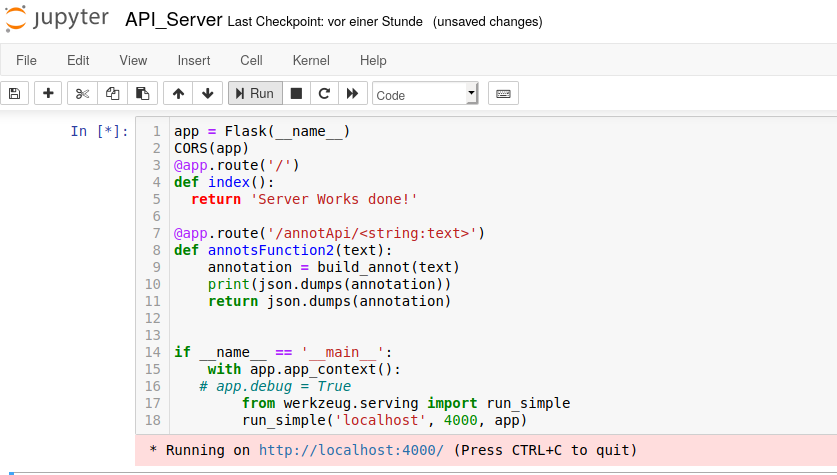 jupyter API_Server Last Checkpoint: vor einer Stunde (unsaved changes)
File Edit View Insert Cell Kernel Help
Run Code
In [*]:
1 app = Flask(__name__)
2 CORS(app)
3 @app.route('/')
4 def index():
5   return 'Server Works done!'
6
7 @app.route('/annotApi/<string:text>')
8 def annotsFunction2(text):
9     annotation = build_annot(text)
10     print(json.dumps(annotation))
11     return json.dumps(annotation)
12
13
14 if __name__ == '__main__':
15     with app.app_context():
16    # app.debug = True
17         from werkzeug.serving import run_simple
18         run_simple('localhost', 4000, app)
* Running on http://localhost:4000/ (Press CTRL+C to quit)